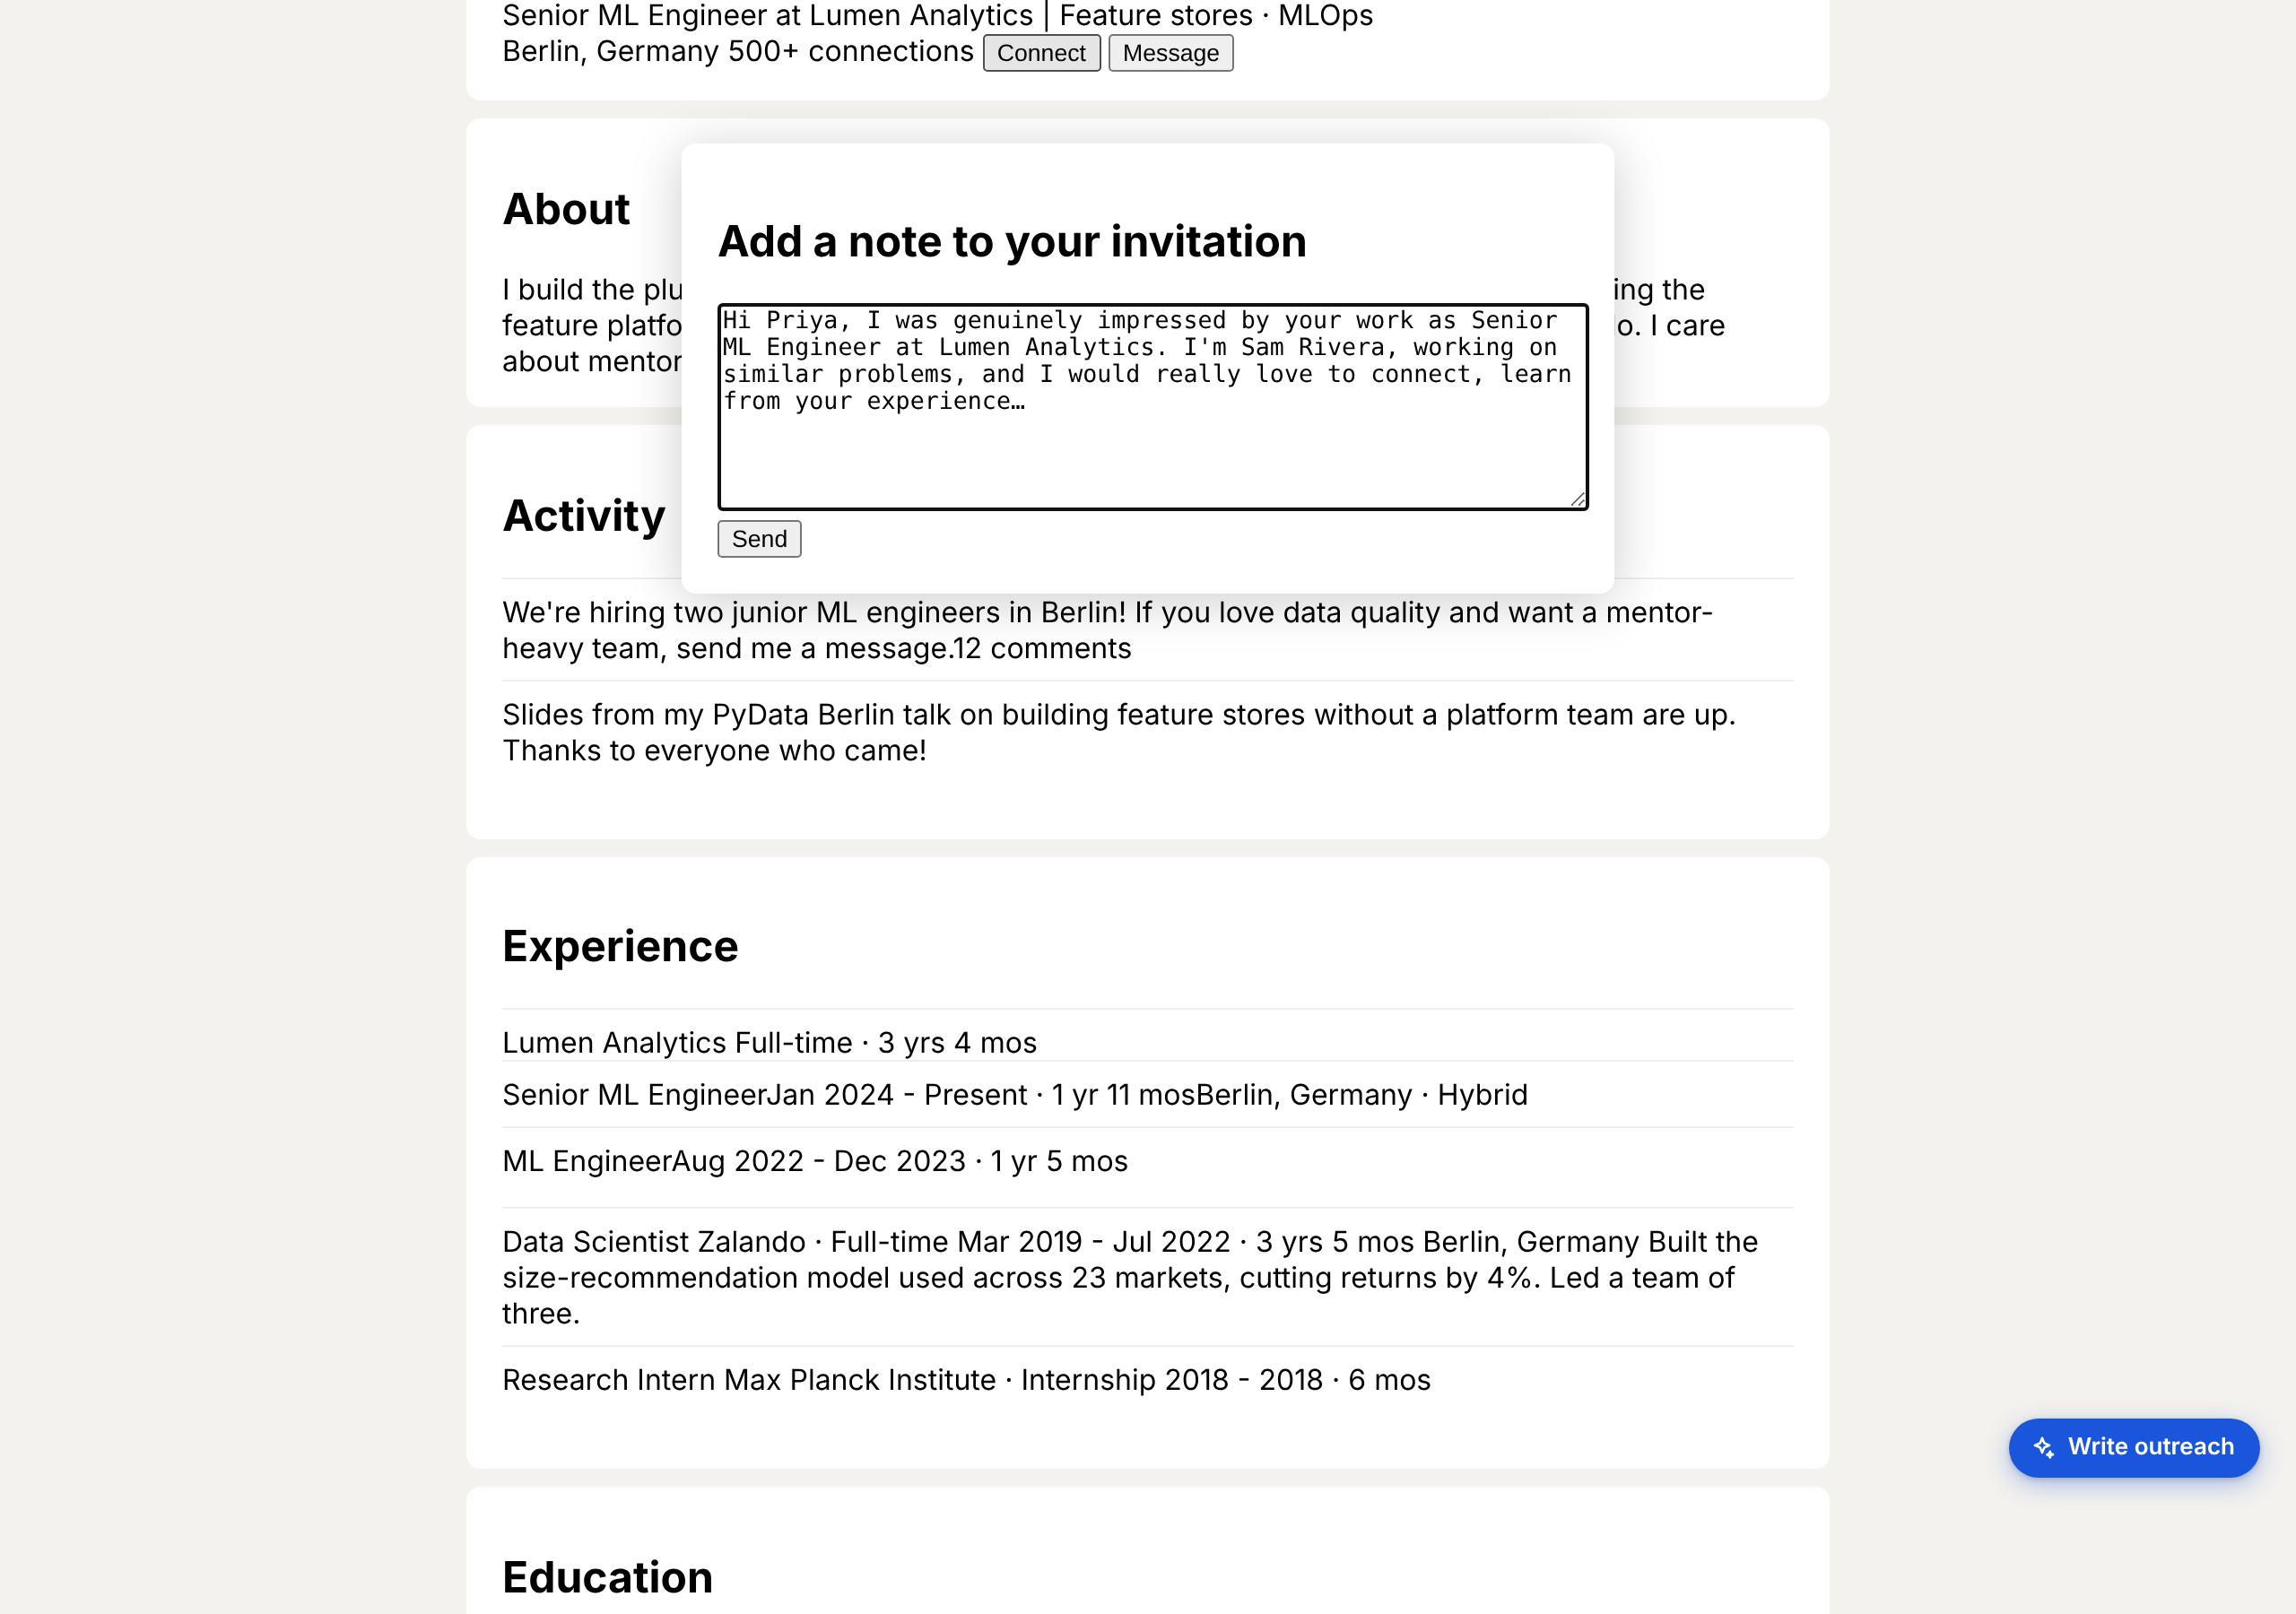 Senior ML Engineer at Lumen Analytics | Feature stores · MLOps
Berlin, Germany 500+ connections Connect Message
About
I build the plu
ing the
feature platfo
o. I care
about mentor
Add a note to your invitation
Hi Priya, I was genuinely impressed by your work as Senior
ML Engineer at Lumen Analytics. I'm Sam Rivera, working on
similar problems, and I would really love to connect, learn
from your experience…
Send
Activity
We're hiring two junior ML engineers in Berlin! If you love data quality and want a mentor-
heavy team, send me a message.12 comments
Slides from my PyData Berlin talk on building feature stores without a platform team are up.
Thanks to everyone who came!
Experience
Lumen Analytics Full-time · 3 yrs 4 mos
Senior ML EngineerJan 2024 - Present · 1 yr 11 mosBerlin, Germany · Hybrid
ML EngineerAug 2022 - Dec 2023 · 1 yr 5 mos
Data Scientist Zalando · Full-time Mar 2019 - Jul 2022 · 3 yrs 5 mos Berlin, Germany Built the
size-recommendation model used across 23 markets, cutting returns by 4%. Led a team of
three.
Research Intern Max Planck Institute · Internship 2018 - 2018 · 6 mos
Write outreach
Education